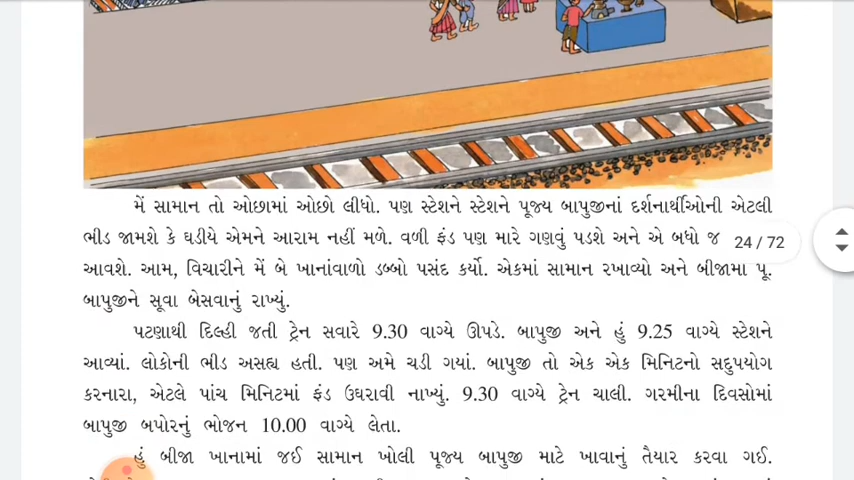 મેં સામાન તો ઓછામાં ઓછો લીધો. પણ સ્ટેશને સ્ટેશને પૂજ્ય બાપુજીનાં દર્શનાર્થીઓની એટલી
ભીડ જામશે કે ઘડીયે એમને આરામ નહીં મળે. વળી ફંડ પણ મારે ગણવું પડશે અને એ બધો જ
24 / 72
આવશે. આમ, વિચારીને મેં બે ખાનાંવાળો ડબ્બો પસંદ કર્યો. એકમાં સામાન રખાવ્યો અને બીજામાં પૂ.
બાપુજીને સૂવા બેસવાનું રાખ્યું.
પટણાથી દિલ્હી જતી ટ્રેન સવારે 9.30 વાગ્યે ઊપડે. બાપુજી અને હું 9.25 વાગ્યે સ્ટેશને
આવ્યાં. લોકોની ભીડ અસહ્ય હતી. પણ અમે ચડી ગયાં. બાપુજી તો એક એક મિનિટનો સદુપયોગ
કરનારા, એટલે પાંચ મિનિટમાં ફંડ ઉઘરાવી નાખ્યું. 9.30 વાગ્યે ટ્રેન ચાલી. ગરમીના દિવસોમાં
બાપુજી બપોરનું ભોજન 10.00 વાગ્યે લેતા.
હું બીજા ખાનામાં જઈ સામાન ખોલી પૂજ્ય બાપુજી માટે ખાવાનું તૈયાર કરવા ગઈ.